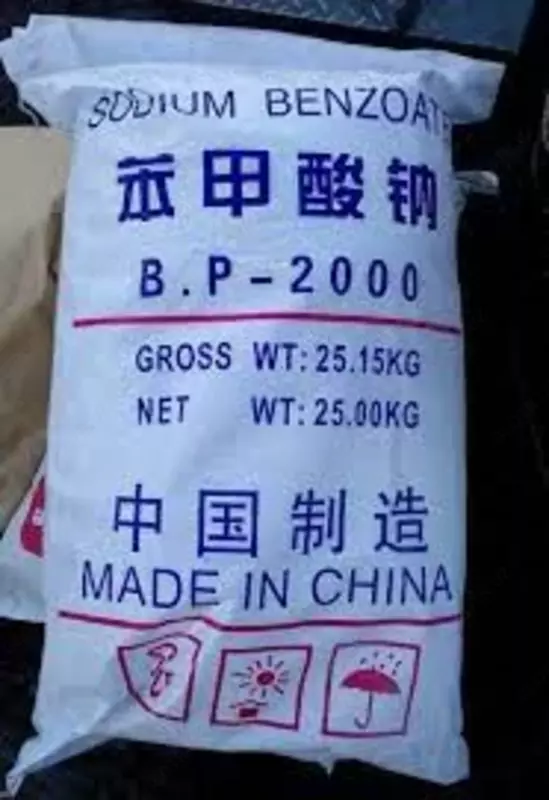 SODIUM BENZOATE
苯甲酸钠
B.P-2000
GROSS WT: 25.15KG
NET WT: 25.00KG
中国制造
MADE IN CHINA